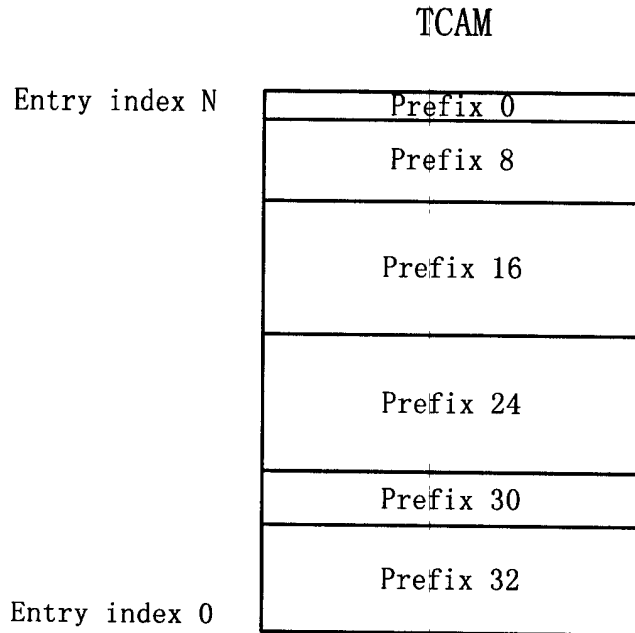 TCAM
Entry index N
Prefix 0
Prefix 8
Prefix 16
Prefix 24
Prefix 30
Prefix 32
Entry index 0